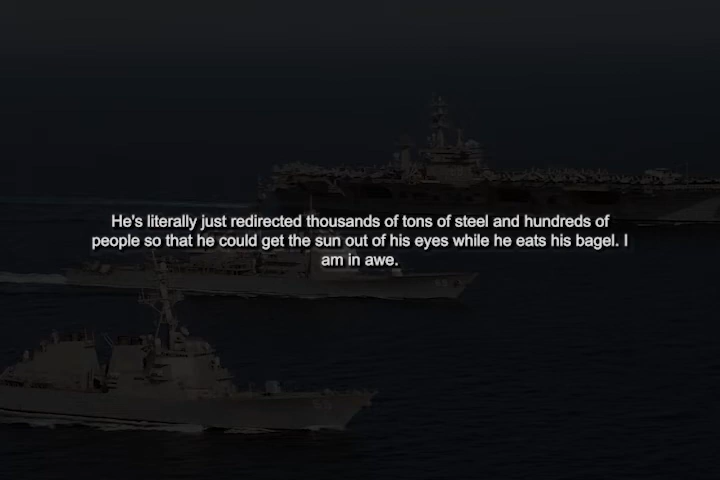 He's literally just redirected thousands of tons of steel and hundreds of
people so that he could get the sun out of his eyes while he eats his bagel. I
am in awe.